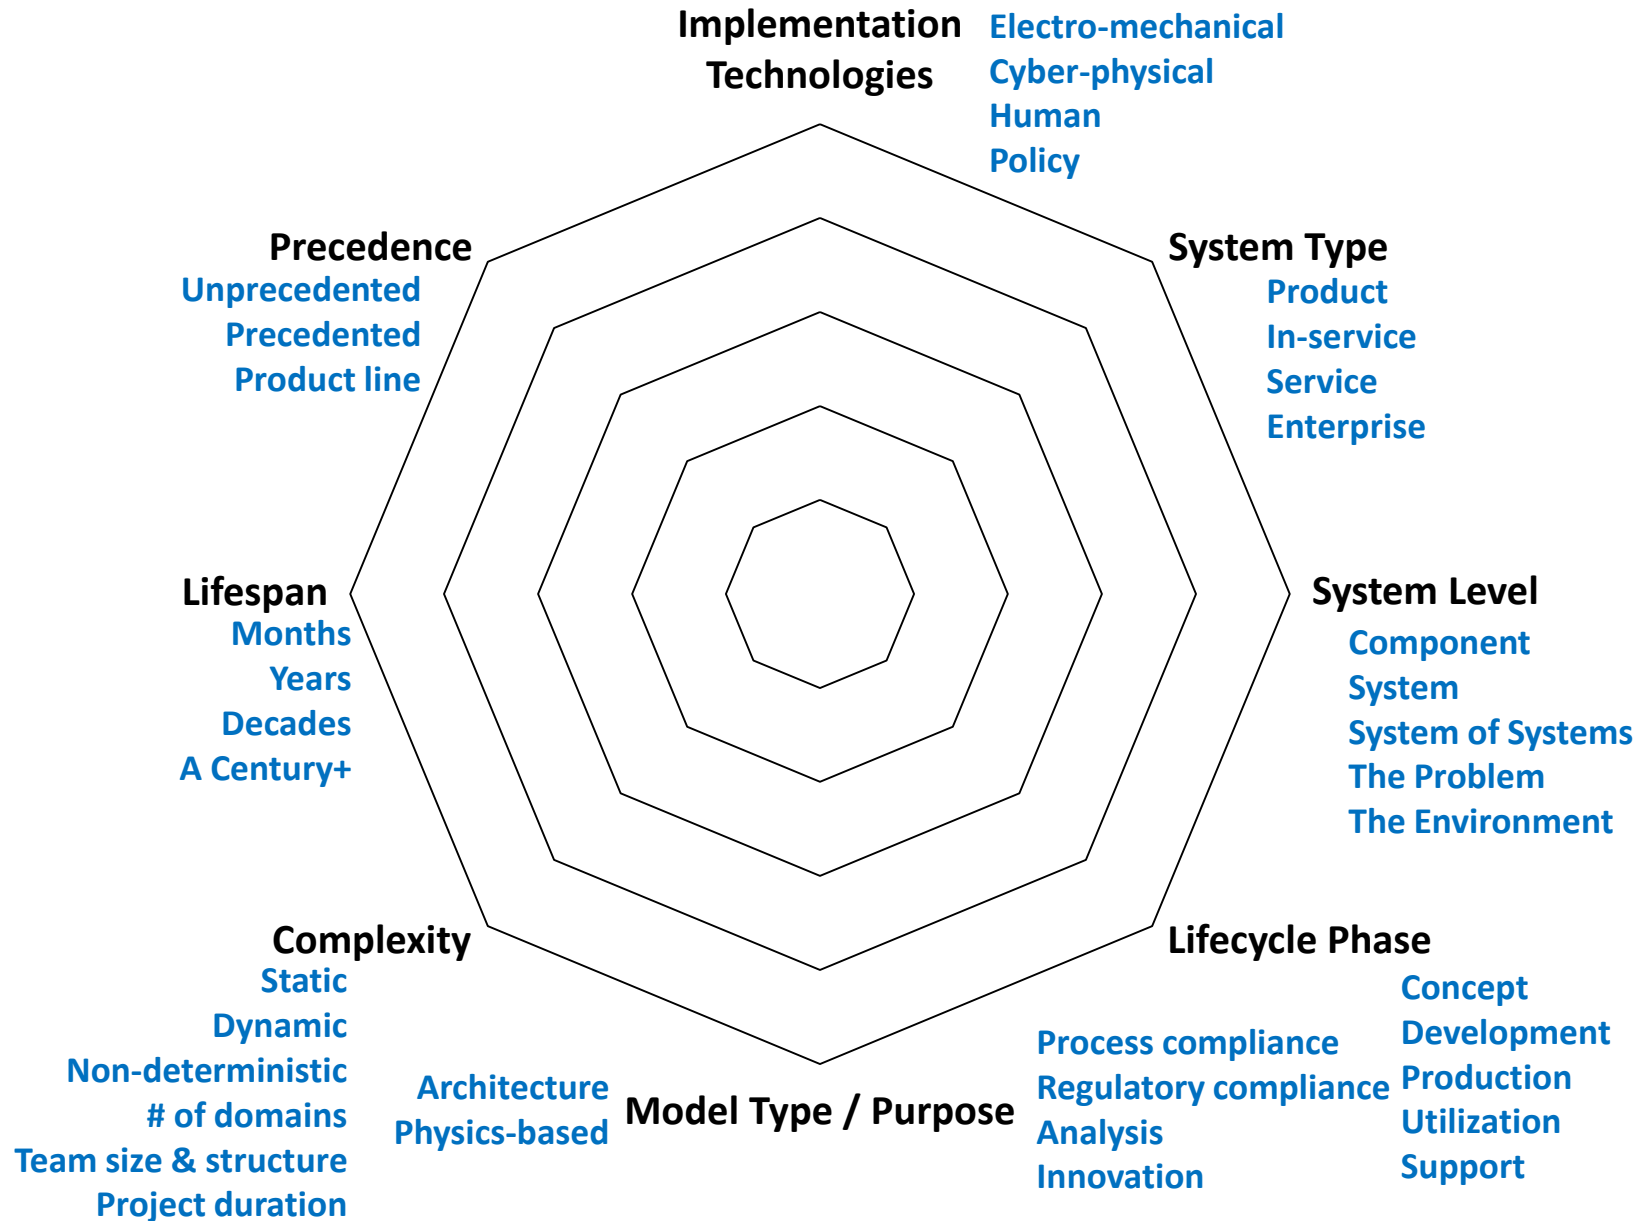 Implementation
Technologies
Electro-mechanical
Cyber-physical
Human
Policy
Precedence
Unprecedented
Precedented
Product line
System Type
Product
In-service
Service
Enterprise
Lifespan
Months
Years
Decades
A Century+
System Level
Component
System
System of Systems
The Problem
The Environment
Complexity
Static
Dynamic
Non-deterministic
# of domains
Team size & structure
Project duration
Architecture
Physics-based
Model Type / Purpose
Process compliance
Regulatory compliance
Analysis
Innovation
Lifecycle Phase
Concept
Development
Production
Utilization
Support